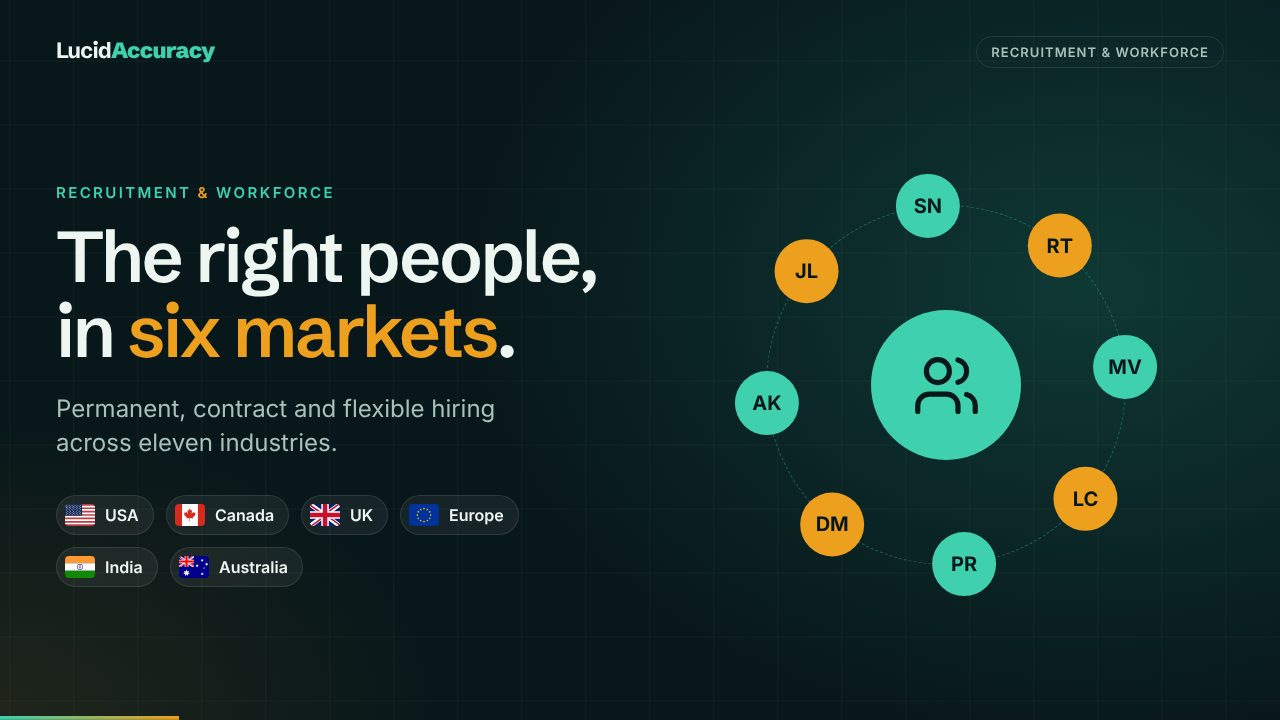 LucidAccuracy
RECRUITMENT & WORKFORCE
RECRUITMENT & WORKFORCE
The right people,
in six markets.
Permanent, contract and flexible hiring
across eleven industries.
USA
Canada
UK
Europe
India
Australia
SN
RT
JL
MV
AK
LC
DM
PR